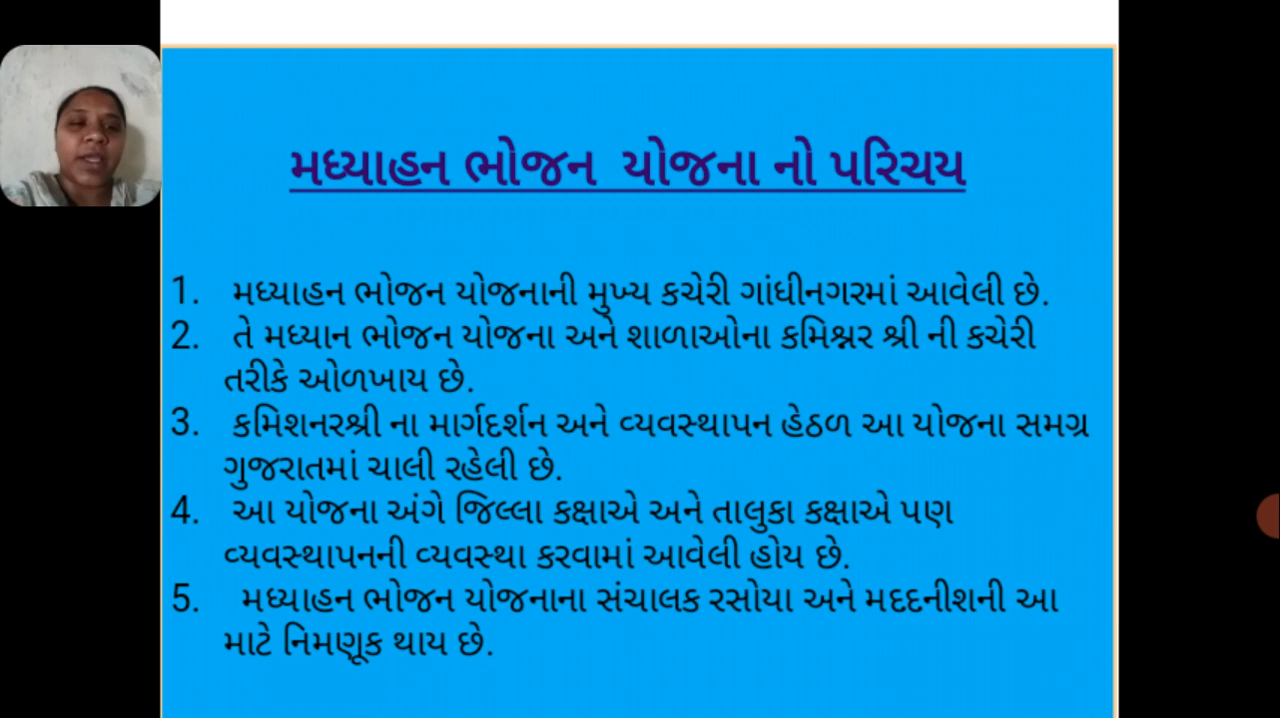 મધ્યાહન ભોજન યોજના નો પરિચય
1. મધ્યાહન ભોજન યોજનાની મુખ્ય કચેરી ગાંધીનગરમાં આવેલી છે.
2. તે મધ્યાન ભોજન યોજના અને શાળાઓના કમિશ્નર શ્રી ની કચેરી
તરીકે ઓળખાય છે.
3. કમિશનરશ્રી ના માર્ગદર્શન અને વ્યવસ્થાપન હેઠળ આ યોજના સમગ્ર
ગુજરાતમાં ચાલી રહેલી છે.
4. આ યોજના અંગે જિલ્લા કક્ષાએ અને તાલુકા કક્ષાએ પણ
વ્યવસ્થાપનની વ્યવસ્થા કરવામાં આવેલી હોય છે.
5. મધ્યાહન ભોજન યોજનાના સંચાલક રસોયા અને મદદનીશની આ
માટે નિમણૂક થાય છે.